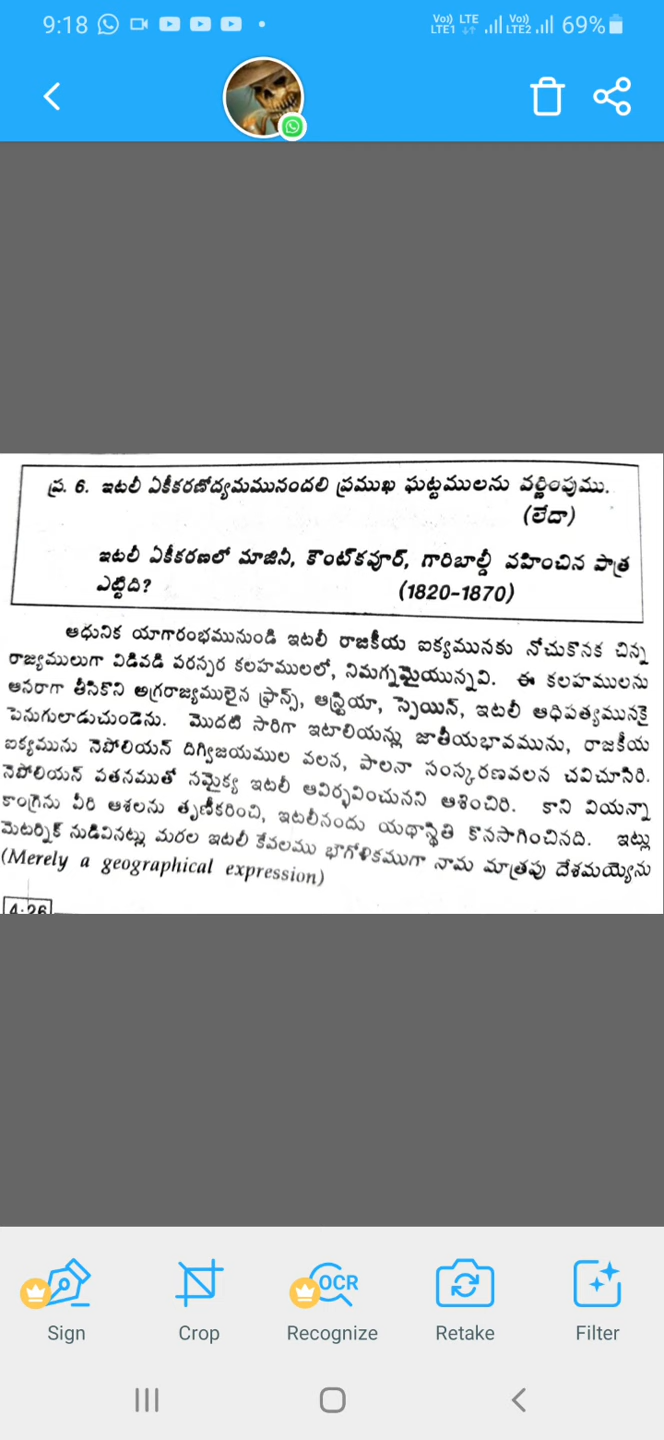 9:18
Vo)) LTE Vo))
LTE1 LTE2 69%
ప్ర. 6. ఇటలీ ఏకీకరణోద్యమమునందలి ప్రముఖ ఘట్టములను వర్ణింపుము.
(లేదా)
ఇటలీ ఏకీకరణలో మాజినీ, కౌంట్‌కవూర్, గారిబాల్డీ వహించిన పాత్ర
ఎట్టిది? (1820-1870)
అధునిక యాగారంభమునుండి ఇటలీ రాజకీయ ఐక్యమునకు నోచుకొనక చిన్న
రాజ్యములుగా విడివడి పరస్పర కలహములలో, నిమగ్నమైయున్నవి. ఈ కలహములను
ఆసరాగా తీసికొని అగ్రరాజ్యములైన ఫ్రాన్స్, ఆస్ట్రియా, స్పెయిన్, ఇటలీ ఆధిపత్యమునకై
పెనుగులాడుచుండెను. మొదటి సారిగా ఇటాలియన్లు జాతీయభావమును, రాజకీయ
ఐక్యమును నెపోలియన్ దిగ్విజయముల వలన, పాలనా సంస్కరణవలన చవిచూసిరి.
నెపోలియన్ పతనముతో సమైక్య ఇటలీ ఆవిర్భవించునని ఆశించిరి. కాని వియన్నా
కాంగ్రెసు వీరి ఆశలను తృణీకరించి, ఇటలీనందు యథాస్థితి కొనసాగించినది. ఇట్లు
మెటర్నిక్ నుడివినట్లు మరల ఇటలీ కేవలము భౌగోళికముగా నామ మాత్రపు దేశమయ్యెను
(Merely a geographical expression)
4.26
Sign Crop OCR Recognize Retake Filter